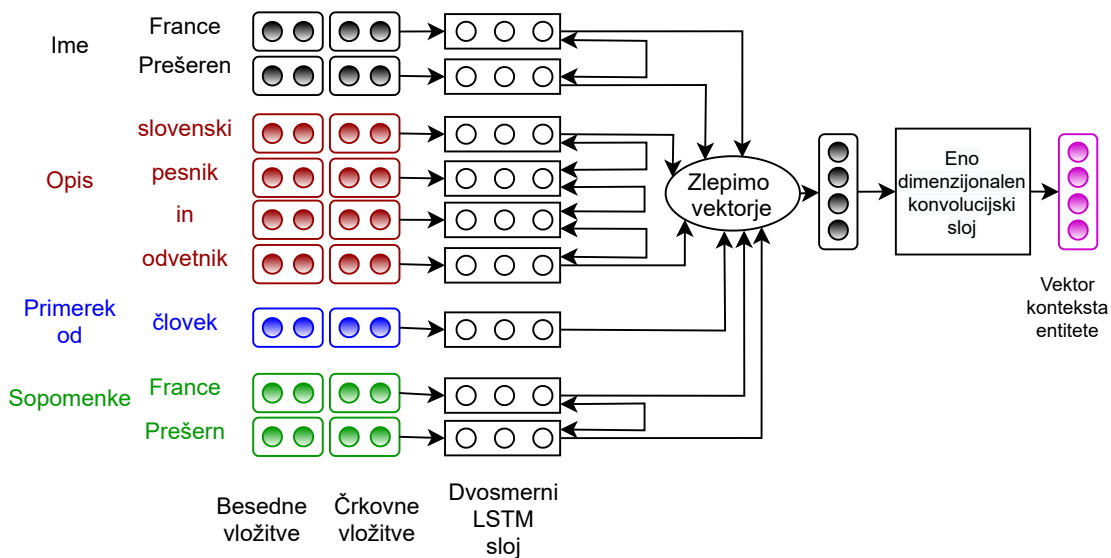 Ime
France
Prešeren
Opis
slovenski
pesnik
in
odvetnik
Primerek
od
človek
Sopomenke
France
Prešern
Besedne
vložitve
Črkovne
vložitve
Dvosmerni
LSTM
sloj
Zlepimo
vektorje
Eno
dimenzijonalen
konvolucijski
sloj
Vektor
konteksta
entitete